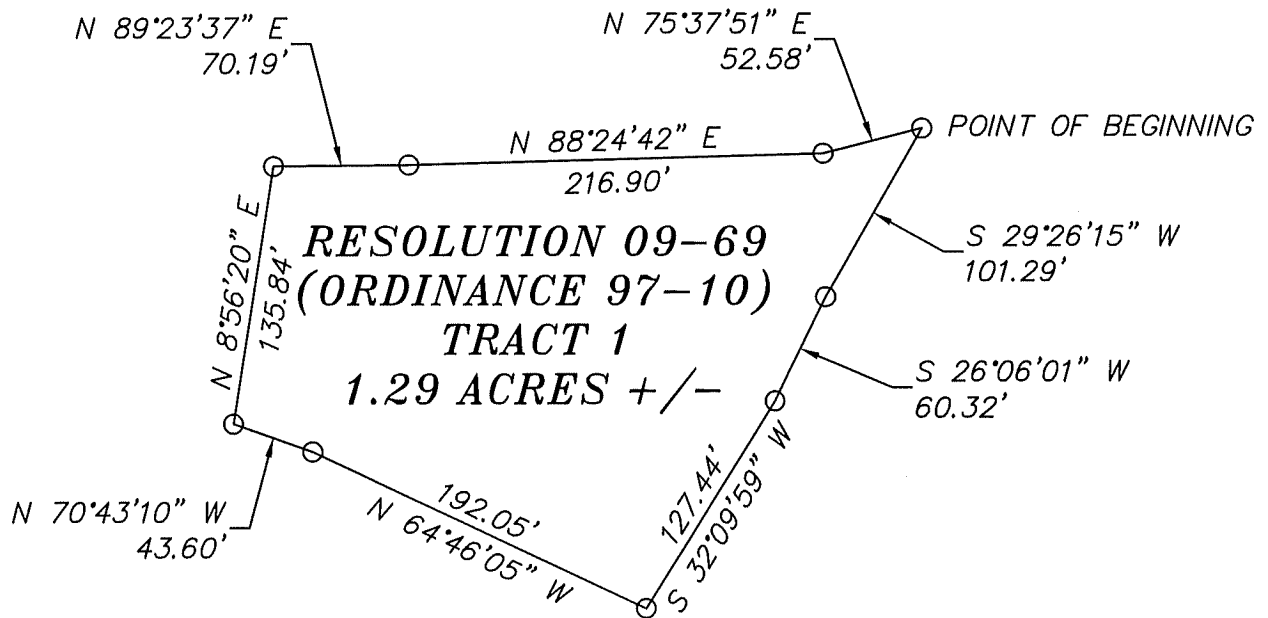 N 89°23'37" E
70.19'
N 75°37'51" E
52.58'
POINT OF BEGINNING
N 88°24'42" E
216.90'
S 29°26'15" W
101.29'
RESOLUTION 09-69
(ORDINANCE 97-10)
TRACT 1
1.29 ACRES +/-
N 8°56'20" E
135.84'
S 26°06'01" W
60.32'
127.44'
S 32°09'59" W
192.05'
N 64°46'05" W
N 70°43'10" W
43.60'